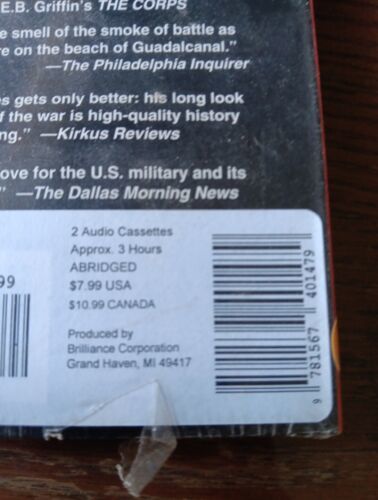 E.B. Griffin's THE CORPS
e smell of the smoke of battle as
re on the beach of Guadalcanal."
—The Philadelphia Inquirer
ns gets only better: his long look
f the war is high-quality history
ng." —Kirkus Reviews
ove for the U.S. military and its
" —The Dallas Morning News
2 Audio Cassettes
Approx. 3 Hours
ABRIDGED
$7.99 USA
$10.99 CANADA
Produced by
Brilliance Corporation
Grand Haven, MI 49417
99
9 781567 401479